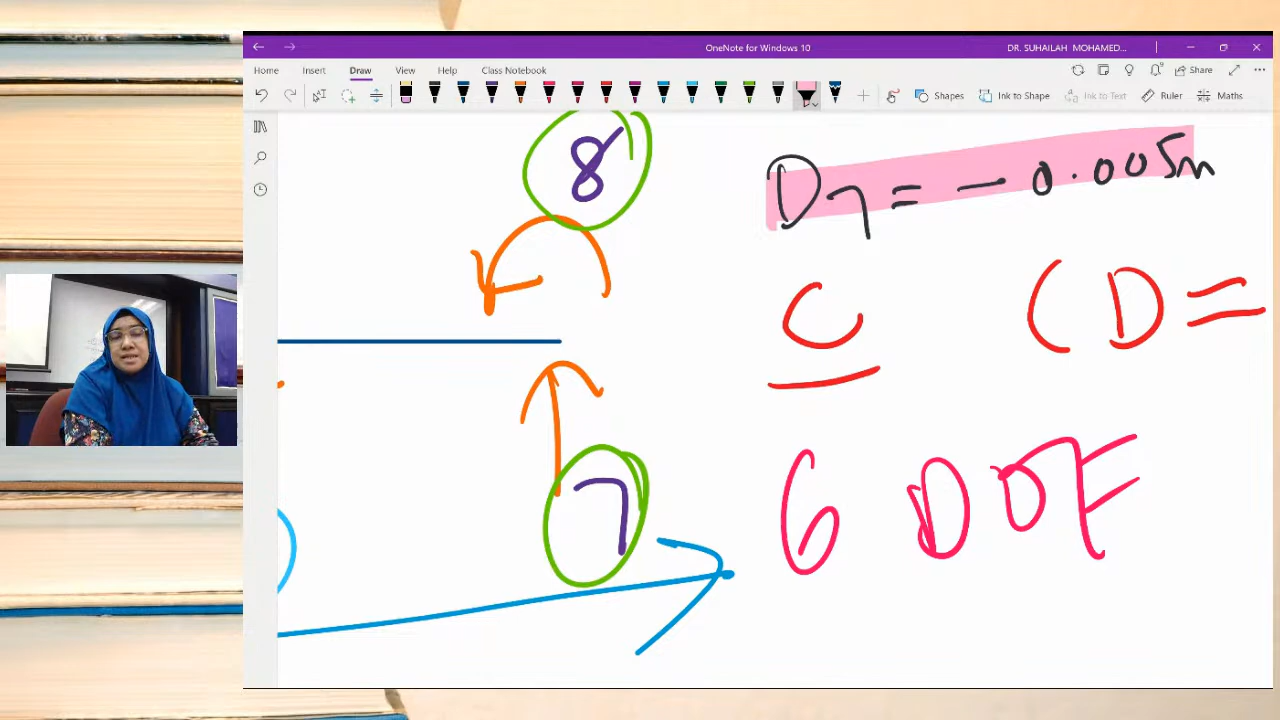 OneNote for Windows 10
DR. SUHAILAH MOHAMED...
Home Insert Draw View Help Class Notebook
Share
Shapes Ink to Shape Ink to Text Ruler Maths
8
D7 = - 0.005m
C (D=
7
6 DOF